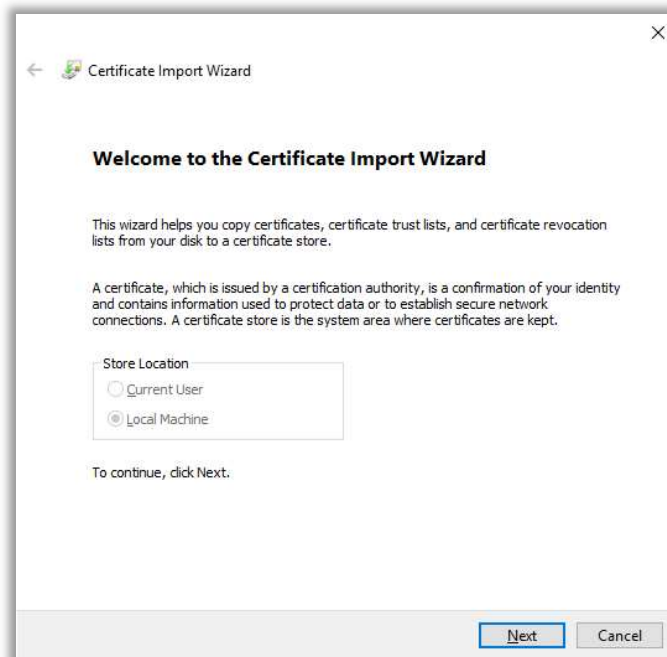 Certificate Import Wizard
Welcome to the Certificate Import Wizard
This wizard helps you copy certificates, certificate trust lists, and certificate revocation
lists from your disk to a certificate store.
A certificate, which is issued by a certification authority, is a confirmation of your identity
and contains information used to protect data or to establish secure network
connections. A certificate store is the system area where certificates are kept.
Store Location
Current User
Local Machine
To continue, click Next.
Next Cancel